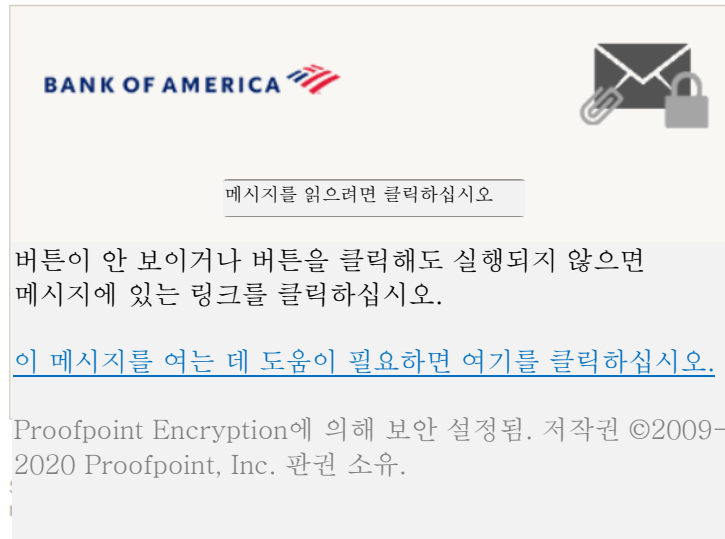 BANK OF AMERICA
메시지를 읽으려면 클릭하십시오
버튼이 안 보이거나 버튼을 클릭해도 실행되지 않으면
메시지에 있는 링크를 클릭하십시오.
이 메시지를 여는 데 도움이 필요하면 여기를 클릭하십시오.
Proofpoint Encryption에 의해 보안 설정됨. 저작권 ©2009-
2020 Proofpoint, Inc. 판권 소유.